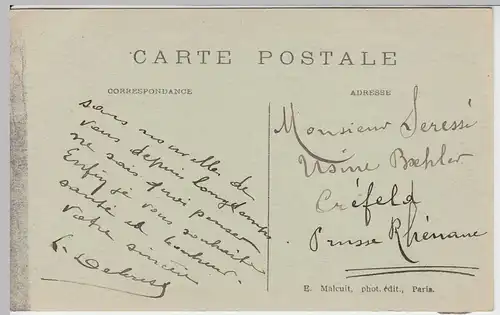 CARTE POSTALE
CORRESPONDANCE
ADRESSE
sans nouvelles de
vous depuis longtemps
ne sais quoi penser
Enfin je vous souhaite
santé et bonheur.
Votre sincère
Monsieur Seressi
Usine Bœhler
Créfeld
Prusse Rhénane
E. Malcuit, phot. édit., Paris.